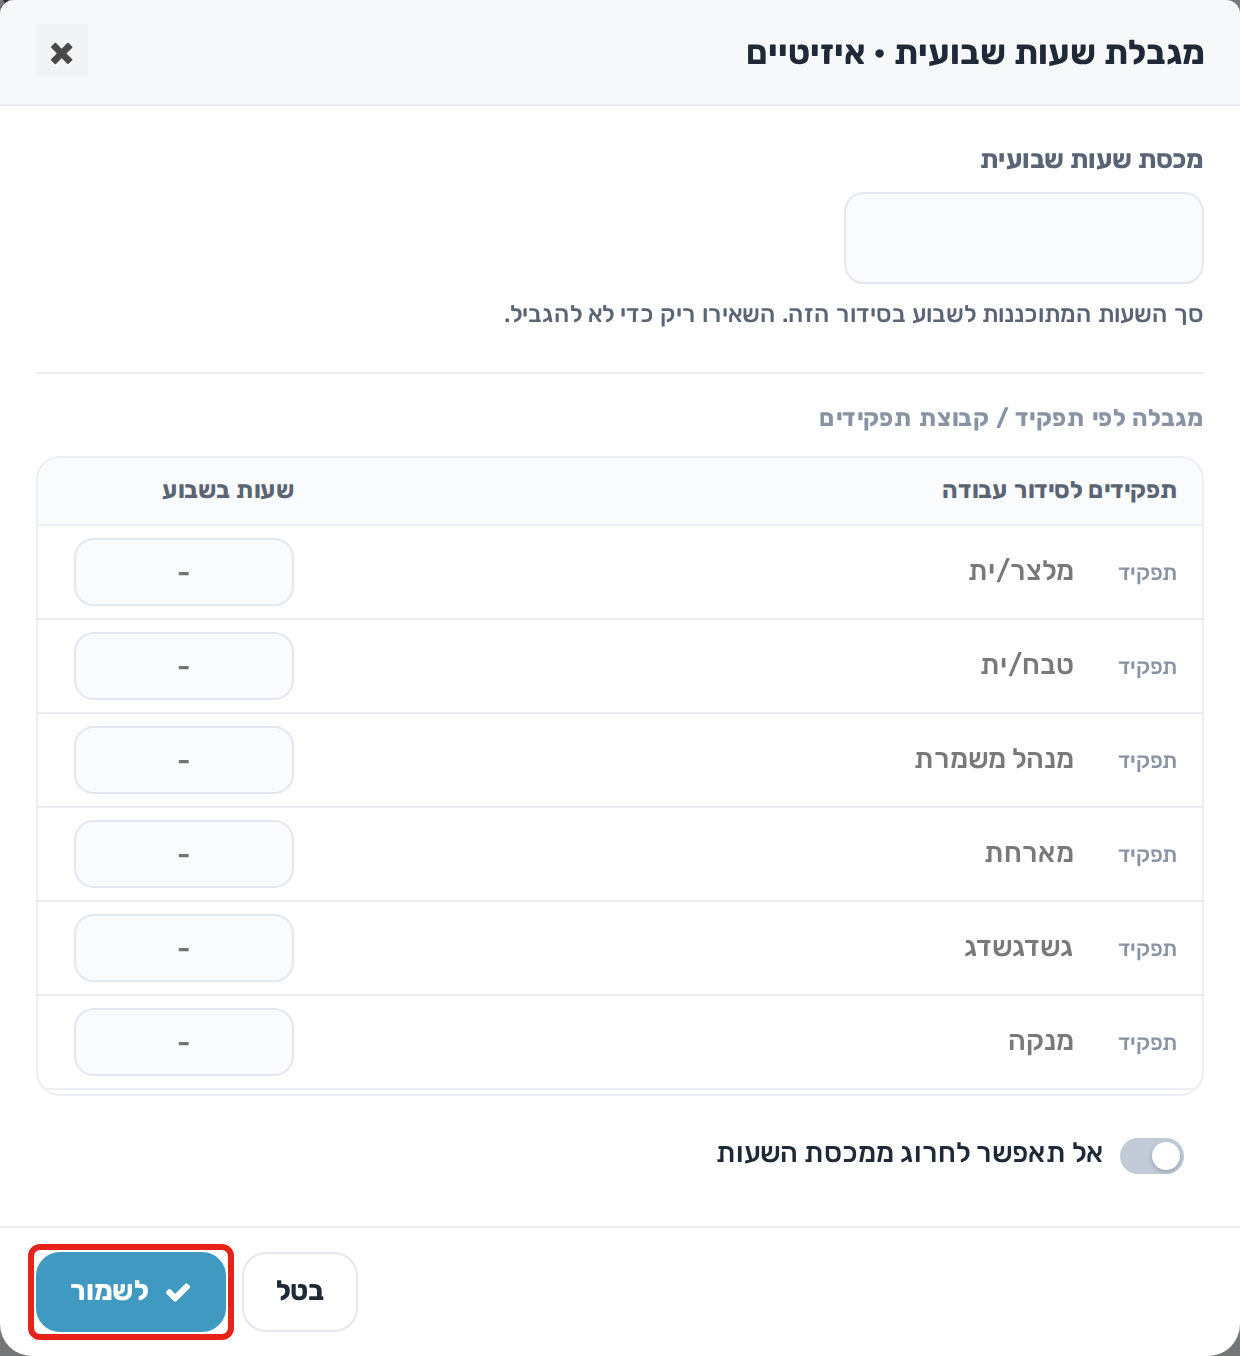 מגבלת שעות שבועית • איזיטיים
מכסת שעות שבועית
סך השעות המתוכננות לשבוע בסידור הזה. השאירו ריק כדי לא להגביל.
מגבלה לפי תפקיד / קבוצת תפקידים
תפקידים לסידור עבודה שעות בשבוע
תפקיד מלצר/ית -
תפקיד טבח/ית -
תפקיד מנהל משמרת -
תפקיד מארחת -
תפקיד גשדגשדג -
תפקיד מנקה -
אל תאפשר לחרוג ממכסת השעות
בטל לשמור